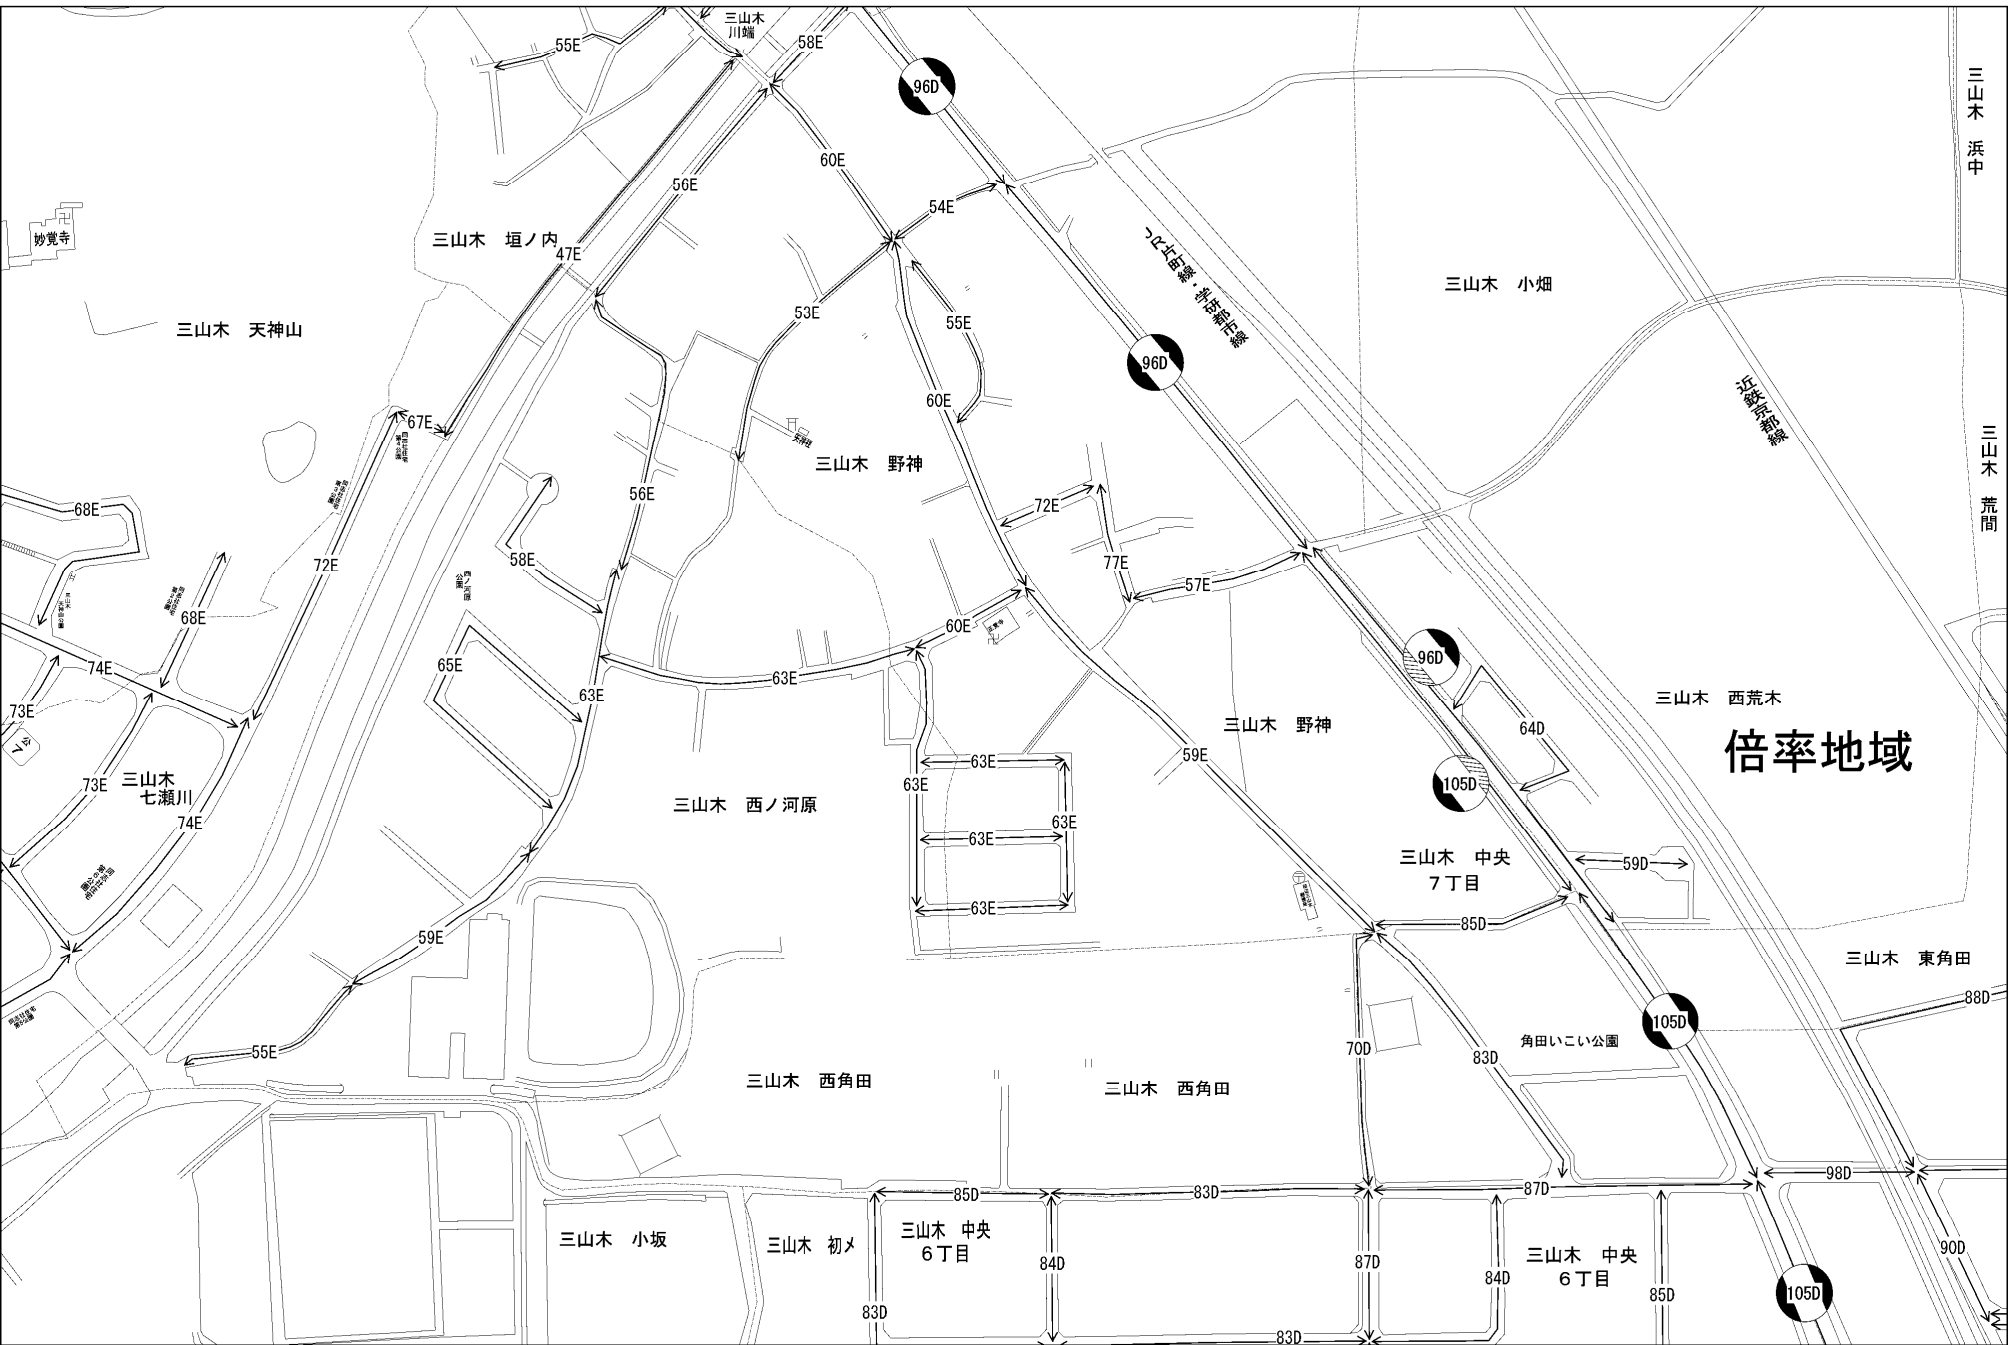 三山木
川端
55E
58E
96D
三山木 浜中
60E
56E
54E
妙覚寺
三山木 垣ノ内
47E
JR片町線・学研都市線
三山木 小畑
三山木 天神山
53E
55E
96D
近鉄京都線
60E
67E
三山木 野神
三山木 荒間
68E
56E
72E
72E
58E
77E
57E
西ノ河原
公園
68E
60E
74E
65E
63E
63E
96D
73E
三山木 西荒木
64D
三山木 野神
公
7
倍率地域
59E
63E
三山木
七瀬川
73E
63E
105D
三山木 西ノ河原
74E
63E
63E
三山木 中央
7丁目
59D
63E
85D
59E
三山木 東角田
88D
105D
角田いこい公園
55E
70D
83D
三山木 西角田
三山木 西角田
98D
85D
83D
87D
三山木 小坂
三山木 初メ
三山木 中央
6丁目
三山木 中央
6丁目
90D
84D
87D
84D
85D
105D
83D
83D